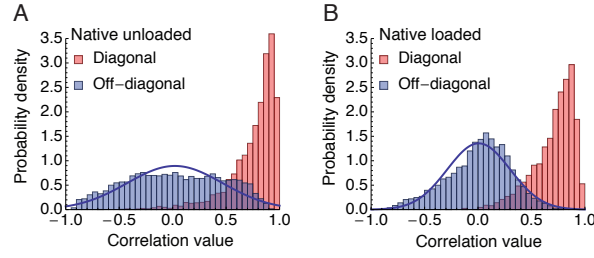 A
Native unloaded
Diagonal
Off−diagonal
Probability density
3.5
3.0
2.5
2.0
1.5
1.0
0.5
0.0
−1.0 −0.5 0.0 0.5 1.0
Correlation value
B
Native loaded
Diagonal
Off−diagonal
Probability density
3.5
3.0
2.5
2.0
1.5
1.0
0.5
0.0
−1.0 −0.5 0.0 0.5 1.0
Correlation value